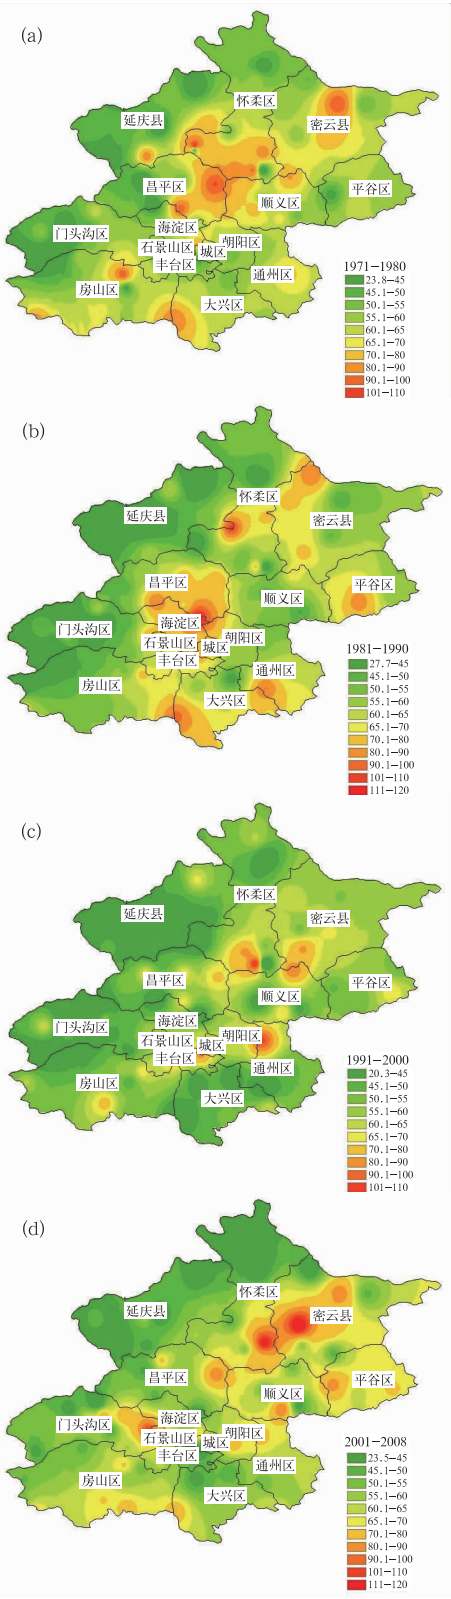 (a)
怀柔区
延庆县
密云县
昌平区
平谷区
顺义区
海淀区
门头沟区
石景山区
朝阳区
城区
丰台区
通州区
房山区
大兴区
1971—1980
23.8—45
45.1—50
50.1—55
55.1—60
60.1—65
65.1—70
70.1—80
80.1—90
90.1—100
101—110
(b)
怀柔区
延庆县
密云县
昌平区
平谷区
顺义区
海淀区
门头沟区
石景山区
朝阳区
城区
丰台区
通州区
房山区
大兴区
1981—1990
27.7—45
45.1—50
50.1—55
55.1—60
60.1—65
65.1—70
70.1—80
80.1—90
90.1—100
101—110
111—120
(c)
怀柔区
延庆县
密云县
昌平区
平谷区
顺义区
海淀区
门头沟区
石景山区
朝阳区
城区
丰台区
通州区
房山区
大兴区
1991—2000
20.3—45
45.1—50
50.1—55
55.1—60
60.1—65
65.1—70
70.1—80
80.1—90
90.1—100
101—110
(d)
怀柔区
延庆县
密云县
昌平区
平谷区
顺义区
海淀区
门头沟区
石景山区
朝阳区
城区
丰台区
通州区
房山区
大兴区
2001—2008
23.5—45
45.1—50
50.1—55
55.1—60
60.1—65
65.1—70
70.1—80
80.1—90
90.1—100
101—110
111—120